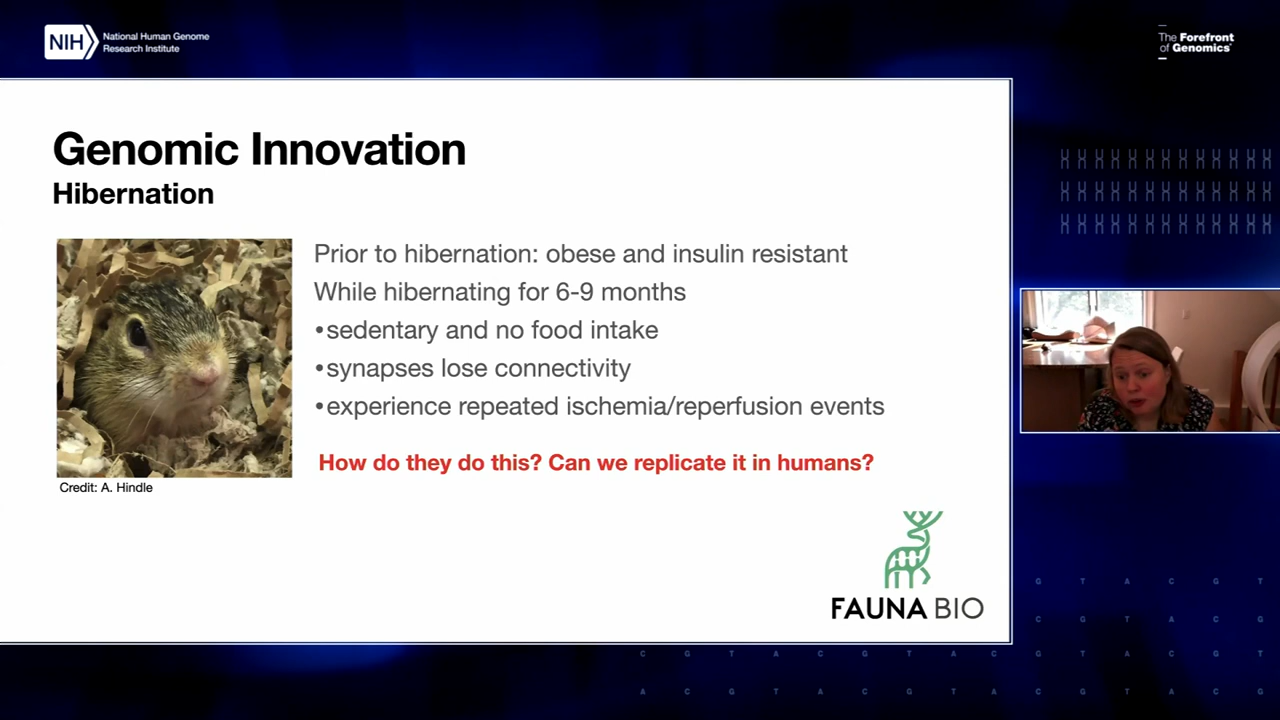 NIH
National Human Genome
Research Institute
The Forefront
of Genomics
Genomic Innovation
Hibernation
Prior to hibernation: obese and insulin resistant
While hibernating for 6-9 months
•sedentary and no food intake
•synapses lose connectivity
•experience repeated ischemia/reperfusion events
How do they do this? Can we replicate it in humans?
Credit: A. Hindle
FAUNA BIO
G T A C G T
C G T A C G
C G T A C G T A C G T A C G T
A C G T A C G T A C G T A C G